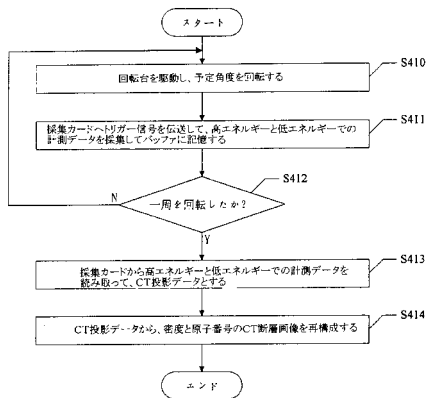 スタート
S410
回転台を駆動し、予定角度を回転する
S411
採集カードへトリガー信号を伝送して、高エネルギーと低エネルギーでの
計測データを採集してバッファに記憶する
S412
N
一周を回転したか?
Y
S413
採集カードから高エネルギーと低エネルギーでの計測データを
読み取って、CT投影データとする
S414
CT投影データから、密度と原子番号のCT断層画像を再構成する
エンド